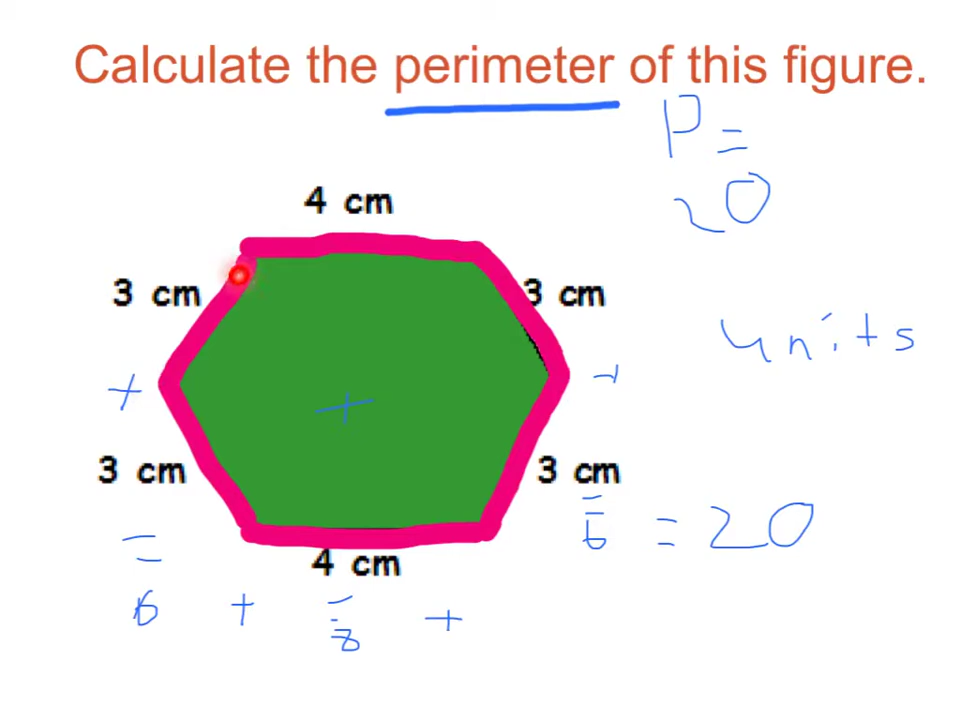 Calculate the perimeter of this figure.
P =
20
4 cm
3 cm
3 cm
units
+
+
+
3 cm
3 cm
=
6
= 20
4 cm
=
6
+
=
8
+